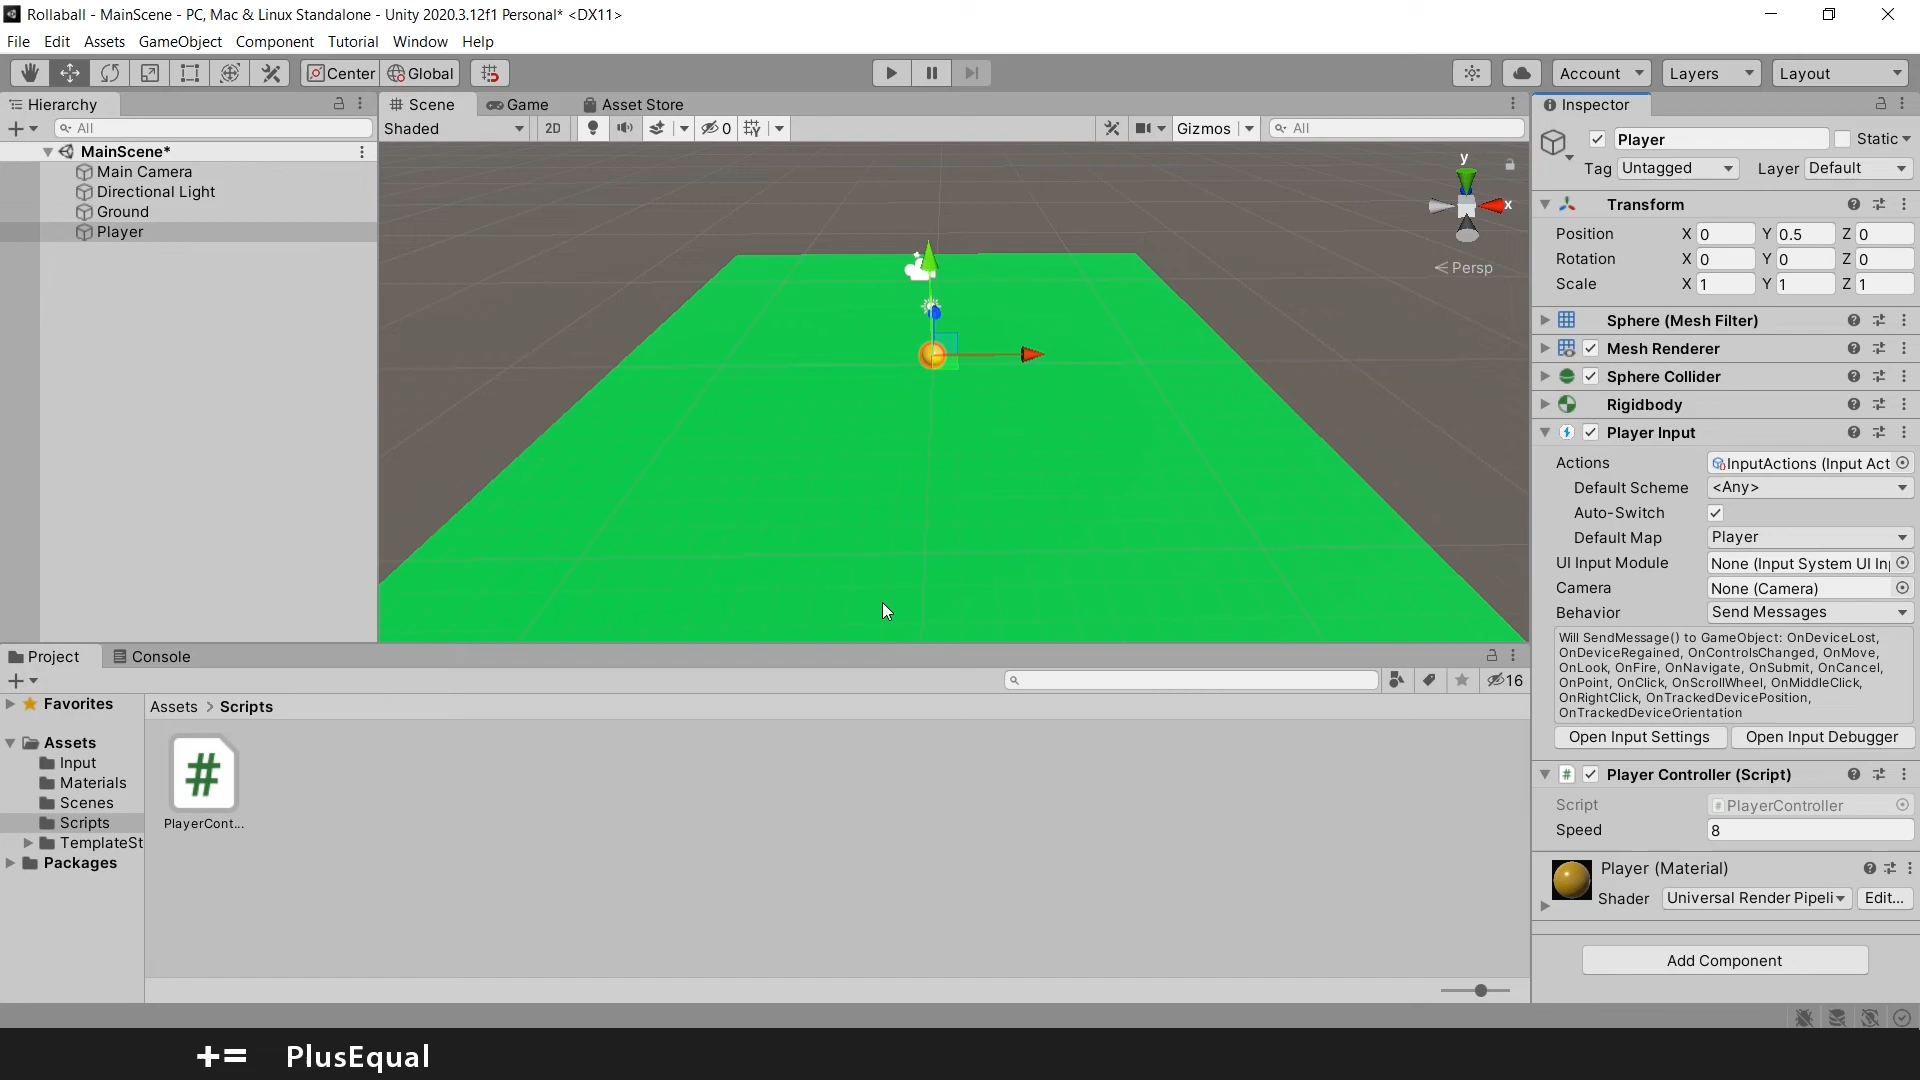 Rollaball - MainScene - PC, Mac & Linux Standalone - Unity 2020.3.12f1 Personal* <DX11>
File Edit Assets GameObject Component Tutorial Window Help
Center Global Account Layers Layout
Hierarchy Scene Game Asset Store Inspector
All Shaded 2D 0 Gizmos All
MainScene*
Main Camera
Directional Light
Ground
Player
y
x
Persp
Player Static
Tag Untagged Layer Default
Transform
Position X 0 Y 0.5 Z 0
Rotation X 0 Y 0 Z 0
Scale X 1 Y 1 Z 1
Sphere (Mesh Filter)
Mesh Renderer
Sphere Collider
Rigidbody
Player Input
Actions InputActions (Input Act
Default Scheme <Any>
Auto-Switch
Default Map Player
UI Input Module None (Input System UI In
Camera None (Camera)
Behavior Send Messages
Will SendMessage() to GameObject: OnDeviceLost,
OnDeviceRegained, OnControlsChanged, OnMove,
OnLook, OnFire, OnNavigate, OnSubmit, OnCancel,
OnPoint, OnClick, OnScrollWheel, OnMiddleClick,
OnRightClick, OnTrackedDevicePosition,
OnTrackedDeviceOrientation
Open Input Settings Open Input Debugger
Player Controller (Script)
Script PlayerController
Speed 8
Player (Material)
Shader Universal Render Pipeli Edit...
Add Component
Project Console
16
Favorites
Assets
Input
Materials
Scenes
Scripts
TemplateSt
Packages
Assets > Scripts
#
PlayerCont...
+= PlusEqual